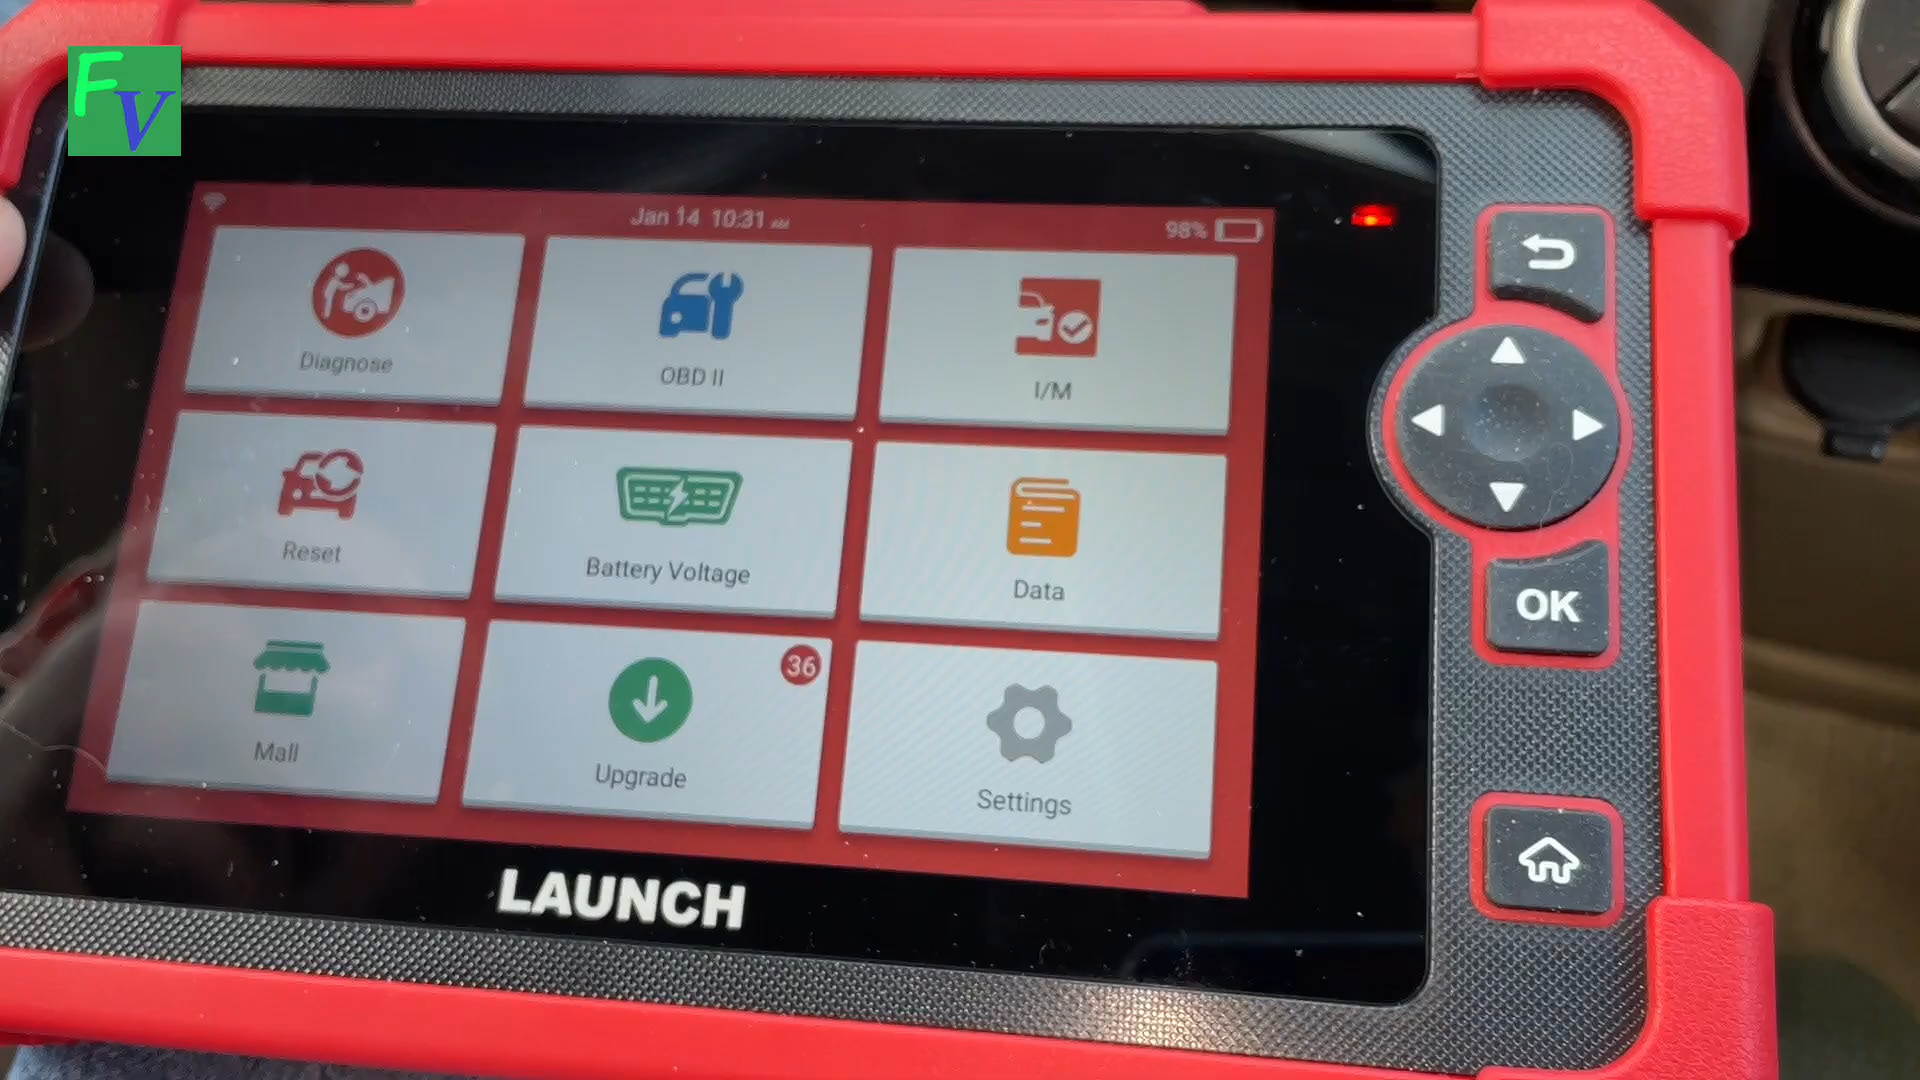 FV
Jan 14 10:31 AM
98%
Diagnose
OBD II
I/M
Reset
Battery Voltage
Data
Mall
36
Upgrade
Settings
OK
LAUNCH